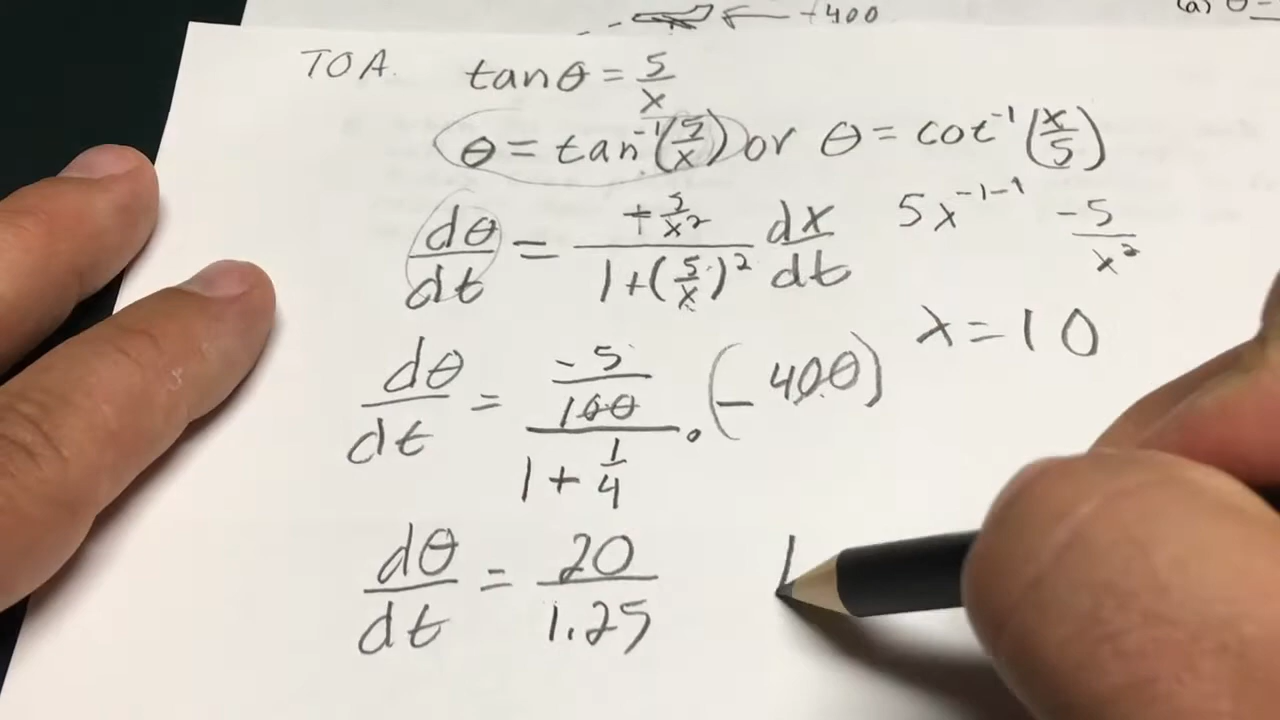 -400
(a) θ =
TOA. tanθ = 5/x
θ = tan⁻¹(5/x) or θ = cot⁻¹(x/5)
dθ/dt = (+5/x²)/(1+(5/x)²) dx/dt 5x⁻¹⁻¹ -5/x²
x = 10
dθ/dt = (-5/100)/(1+1/4) · (-400)
dθ/dt = 20/1.25